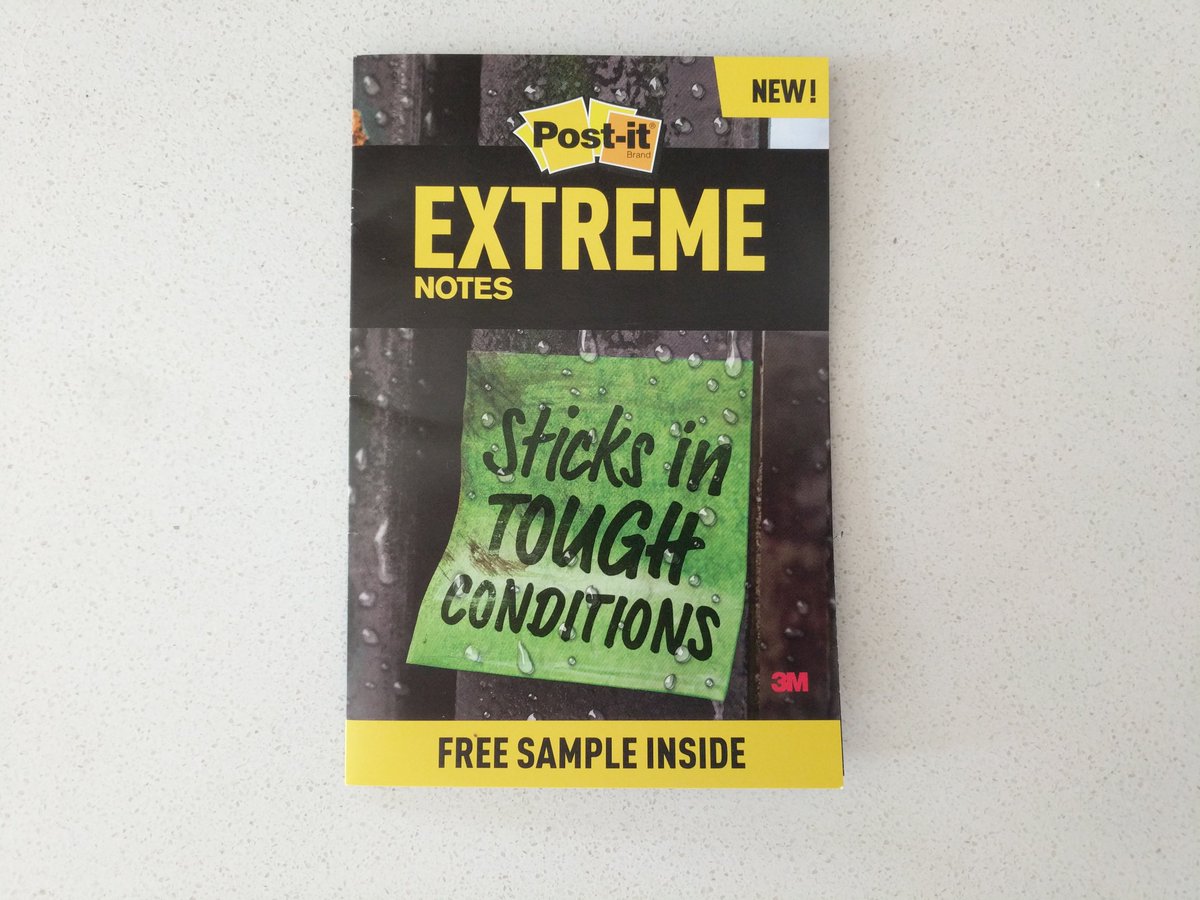 NEW!
Post-it®
Brand
EXTREME
NOTES
Sticks in
TOUGH
CONDITIONS
3M
FREE SAMPLE INSIDE